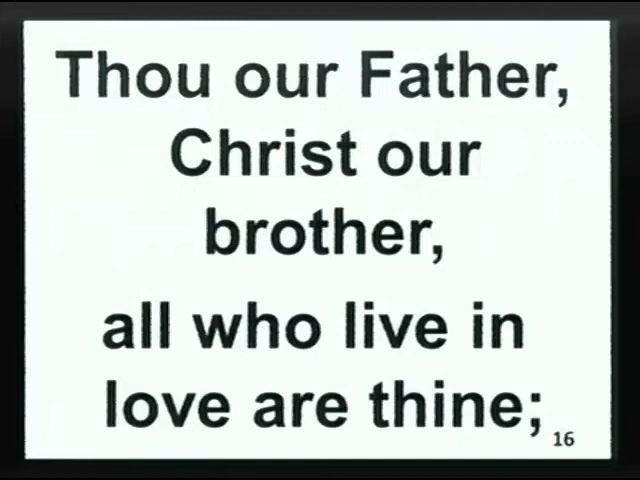 Thou our Father,
Christ our
brother,
all who live in
love are thine;
16